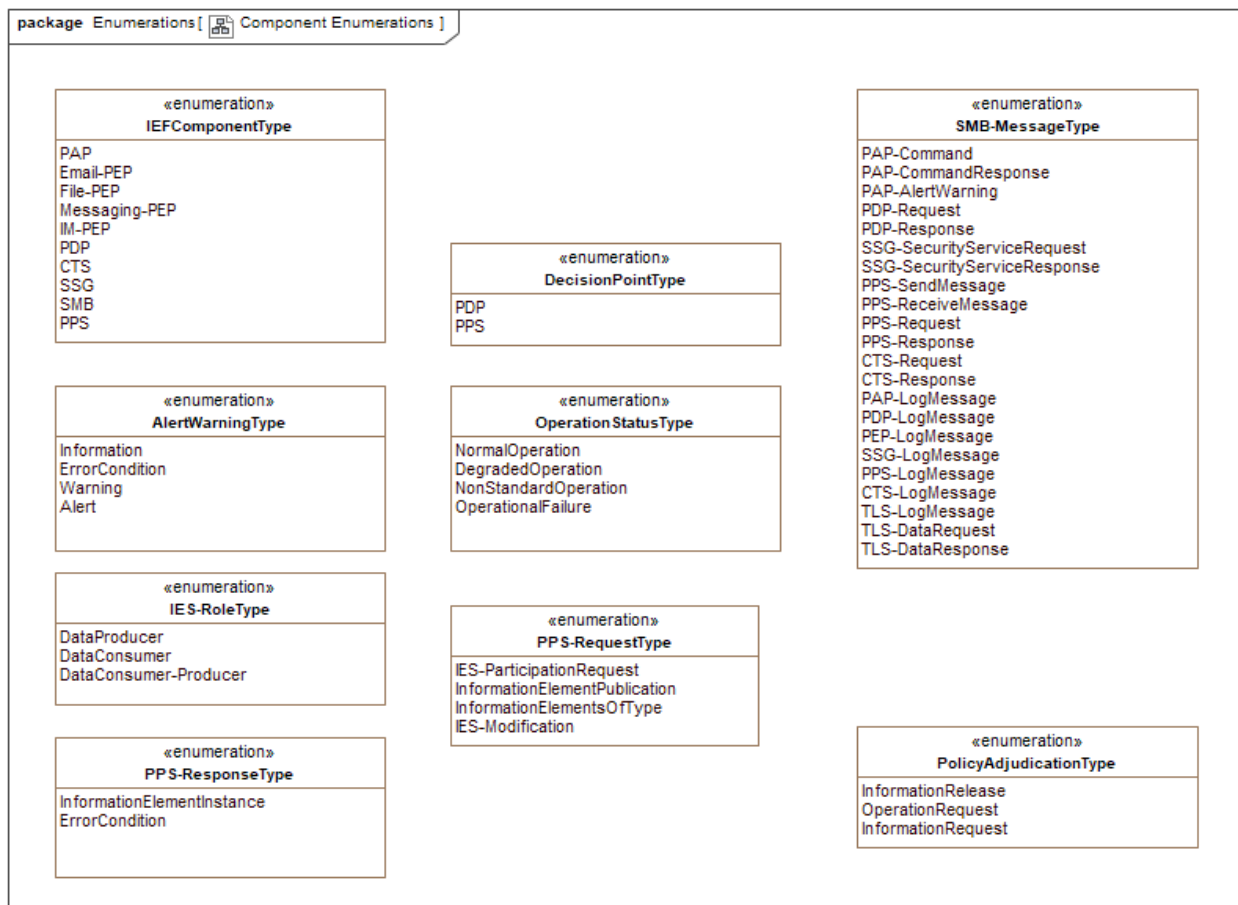 package Enumerations[ Component Enumerations ]
«enumeration»
IEFComponentType
PAP
Email-PEP
File-PEP
Messaging-PEP
IM-PEP
PDP
CTS
SSG
SMB
PPS
«enumeration»
DecisionPointType
PDP
PPS
«enumeration»
SMB-MessageType
PAP-Command
PAP-CommandResponse
PAP-AlertWarning
PDP-Request
PDP-Response
SSG-SecurityServiceRequest
SSG-SecurityServiceResponse
PPS-SendMessage
PPS-ReceiveMessage
PPS-Request
PPS-Response
CTS-Request
CTS-Response
PAP-LogMessage
PDP-LogMessage
PEP-LogMessage
SSG-LogMessage
PPS-LogMessage
CTS-LogMessage
TLS-LogMessage
TLS-DataRequest
TLS-DataResponse
«enumeration»
AlertWarningType
Information
ErrorCondition
Warning
Alert
«enumeration»
OperationStatusType
NormalOperation
DegradedOperation
NonStandardOperation
OperationalFailure
«enumeration»
IES-RoleType
DataProducer
DataConsumer
DataConsumer-Producer
«enumeration»
PPS-RequestType
IES-ParticipationRequest
InformationElementPublication
InformationElementsOfType
IES-Modification
«enumeration»
PPS-ResponseType
InformationElementInstance
ErrorCondition
«enumeration»
PolicyAdjudicationType
InformationRelease
OperationRequest
InformationRequest